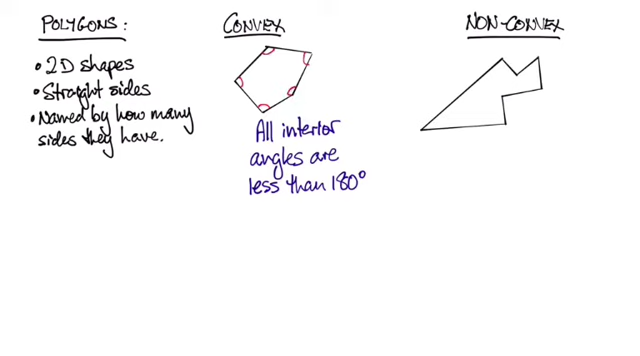 POLYGONS:
• 2D shapes
• Straight sides
• Named by how many
sides they have.
CONVEX
All interior
angles are
less than 180°
NON-CONVEX